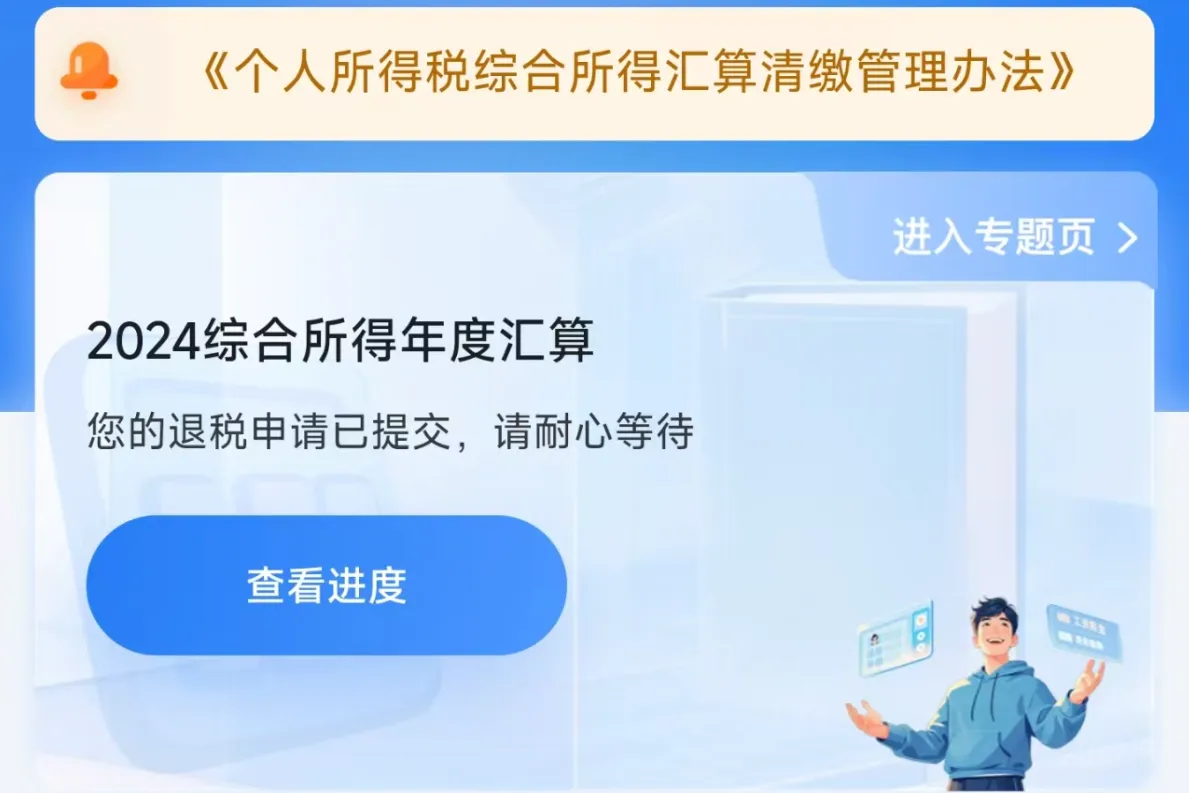 《个人所得税综合所得汇算清缴管理办法》
进入专题页
2024综合所得年度汇算
您的退税申请已提交，请耐心等待
查看进度